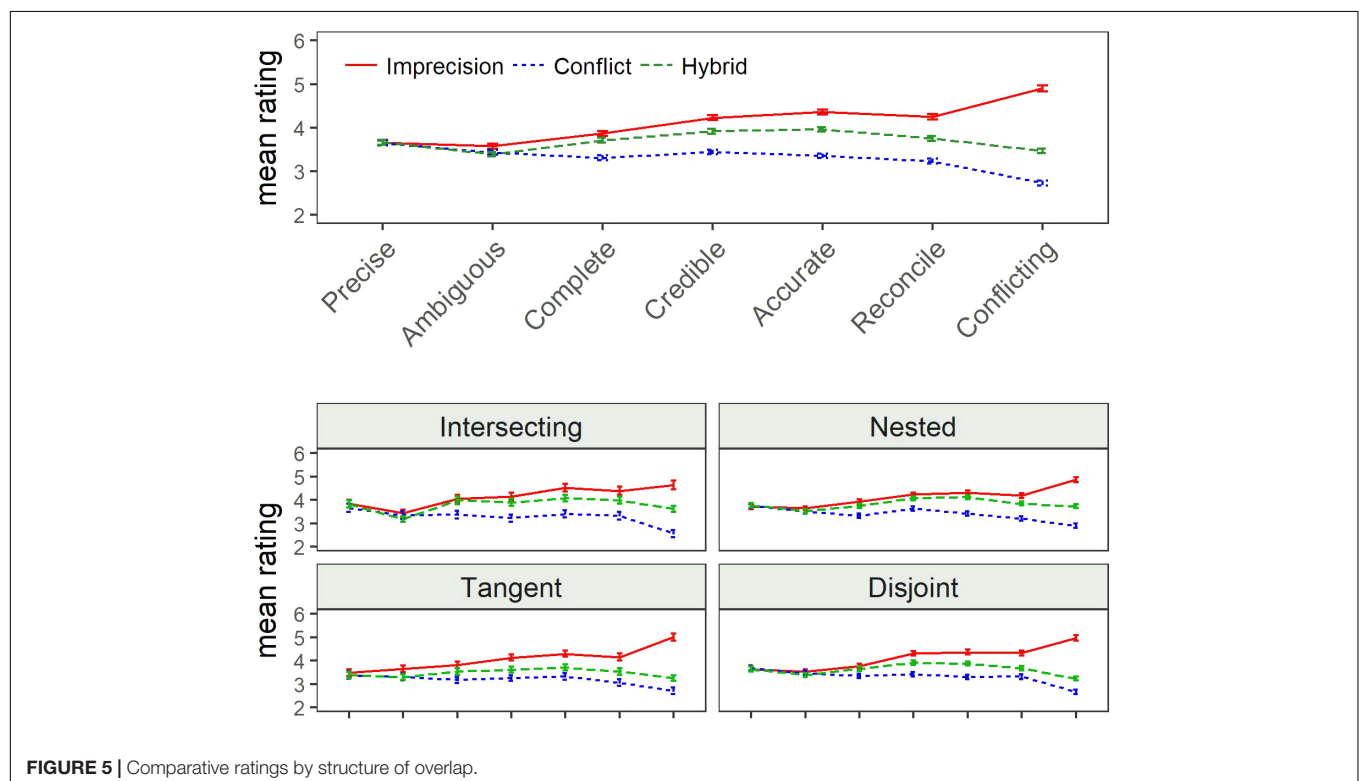 mean rating
6
5
4
3
2
Imprecision Conflict Hybrid
Precise
Ambiguous
Complete
Credible
Accurate
Reconcile
Conflicting
mean rating
Intersecting
Nested
6
5
4
3
2
Tangent
Disjoint
6
5
4
3
2
FIGURE 5 | Comparative ratings by structure of overlap.